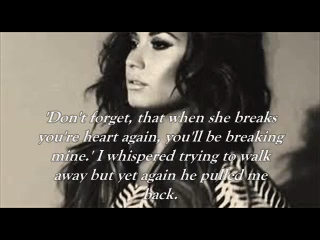 'Don't forget, that when she breaks
you're heart again, you'll be breaking
mine.' I whispered trying to walk
away but yet again he pulled me
back.